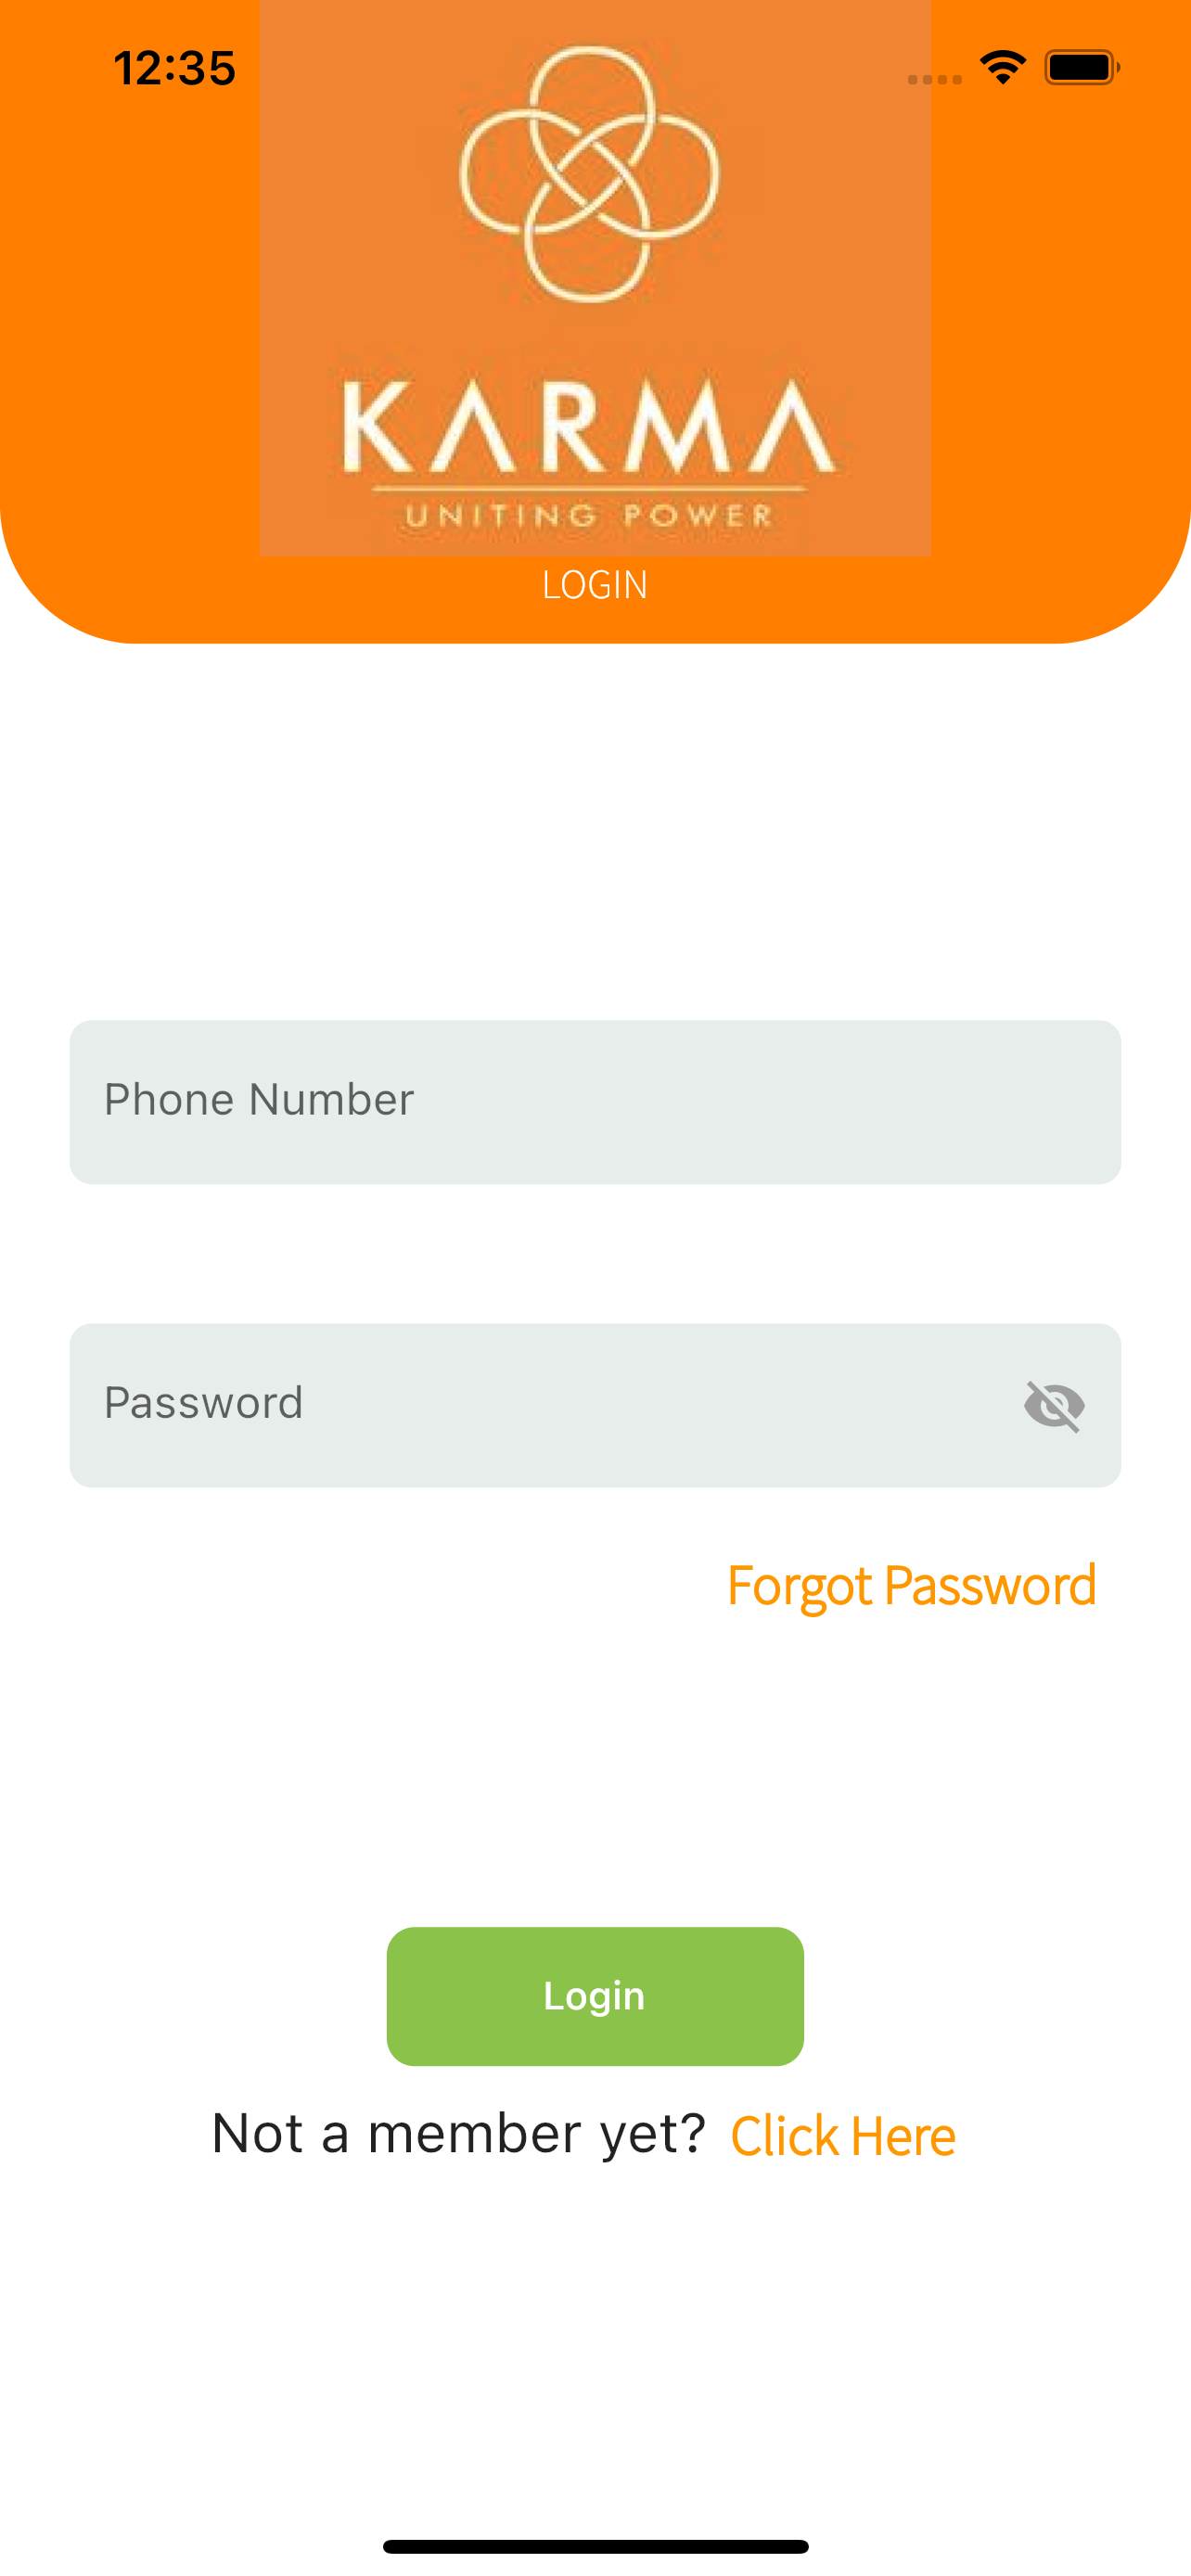 12:35
KARMA
UNITING POWER
LOGIN
Phone Number
Password
Forgot Password
Login
Not a member yet? Click Here